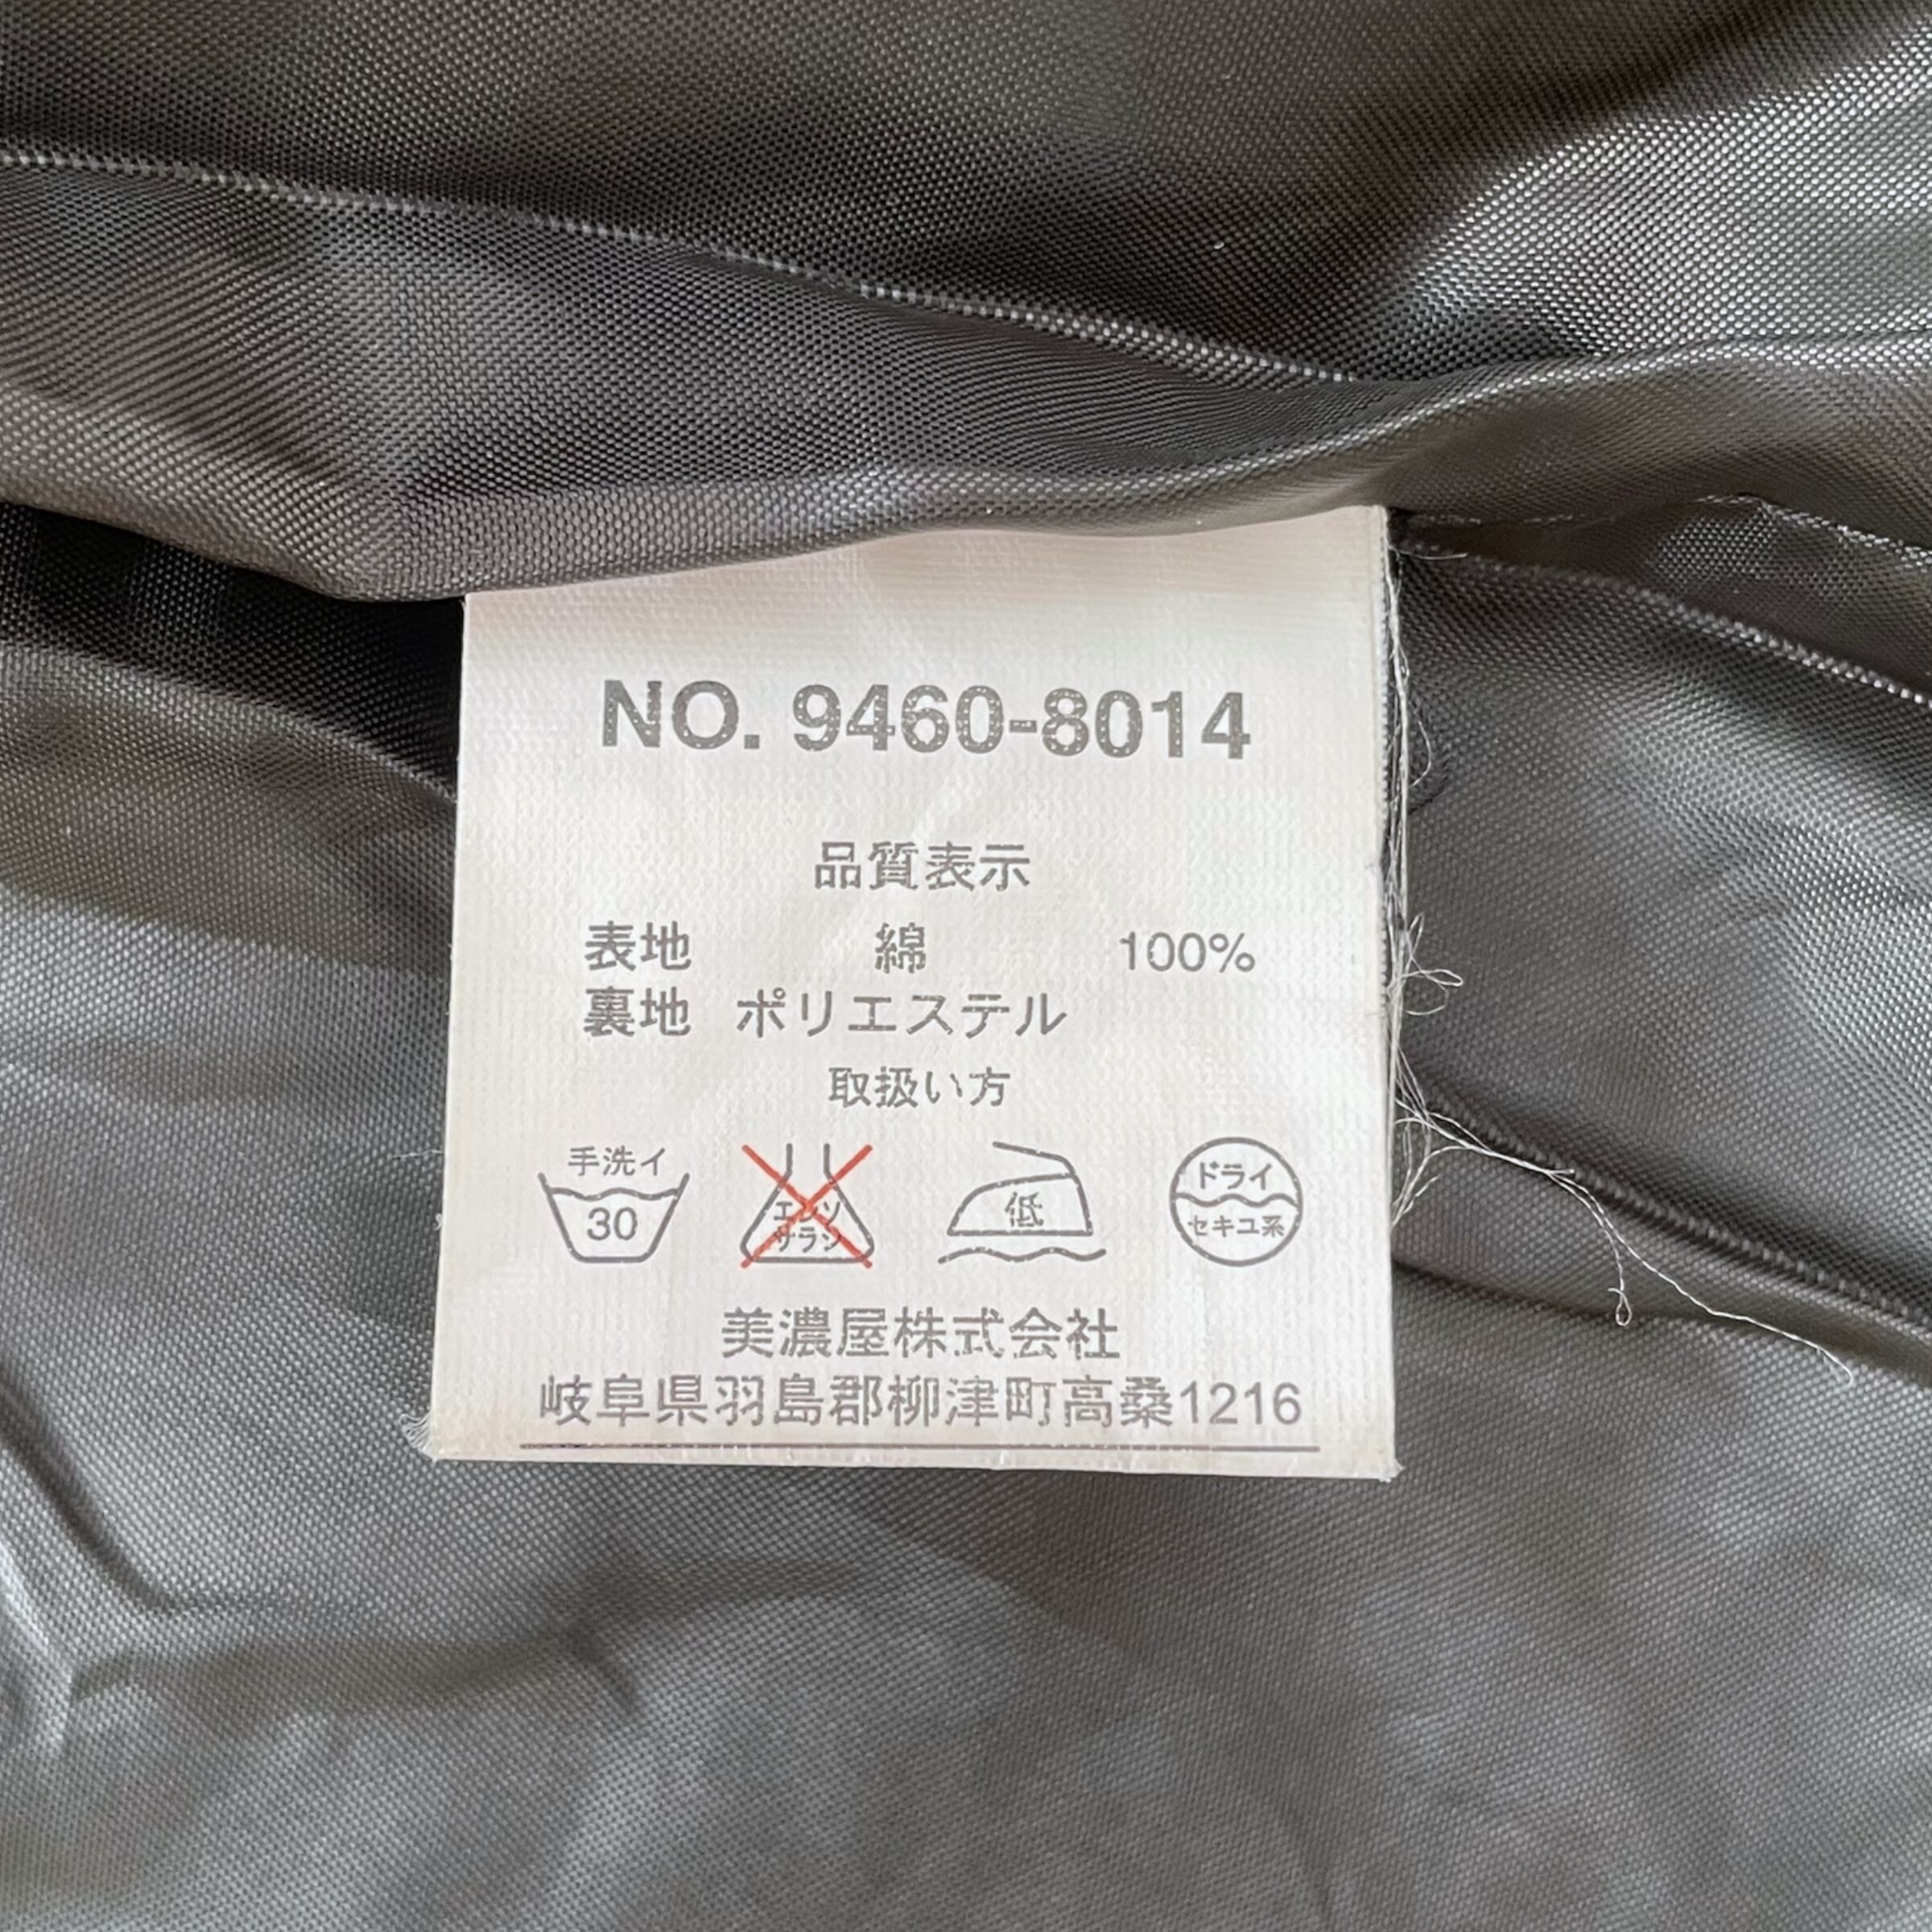 NO. 9460-8014
品質表示
表地 綿 100%
裏地 ポリエステル
取扱い方
手洗イ
30
エンソ
サラシ
低
ドライ
セキユ系
美濃屋株式会社
岐阜県羽島郡柳津町高桑1216